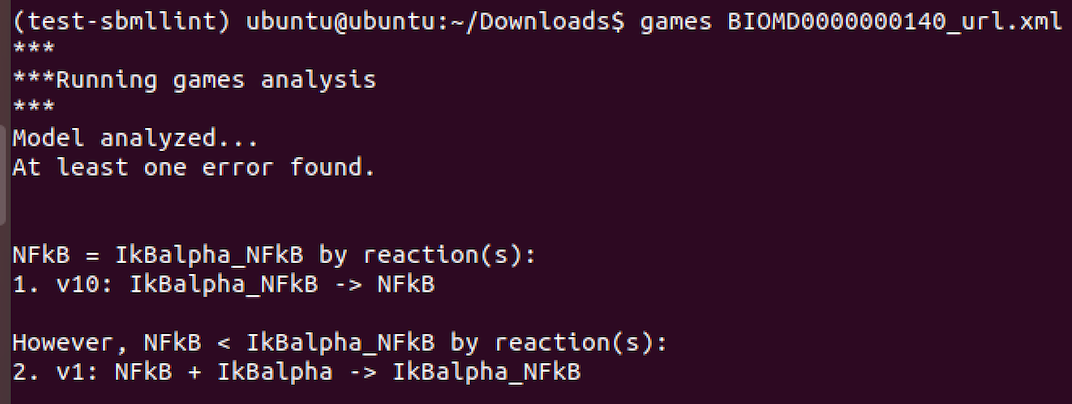 (test-sbmllint) ubuntu@ubuntu:~/Downloads$ games BIOMD0000000140_url.xml
***
***Running games analysis
***
Model analyzed...
At least one error found.
NFkB = IkBalpha_NFkB by reaction(s):
1. v10: IkBalpha_NFkB -> NFkB
However, NFkB < IkBalpha_NFkB by reaction(s):
2. v1: NFkB + IkBalpha -> IkBalpha_NFkB